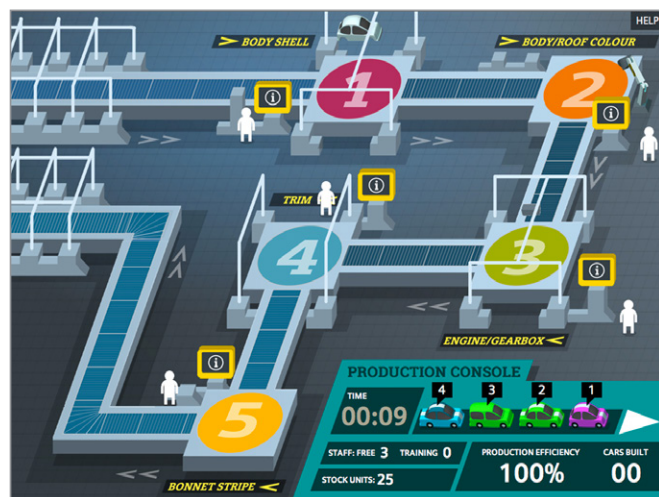 HELP
BODY SHELL
BODY/ROOF COLOUR
1
2
i
i
TRIM
i
4
3
i
ENGINE/GEARBOX
i
5
BONNET STRIPE
PRODUCTION CONSOLE
TIME
00:09
4 3 2 1
STAFF: FREE 3 TRAINING 0
STOCK UNITS: 25
PRODUCTION EFFICIENCY
100%
CARS BUILT
00